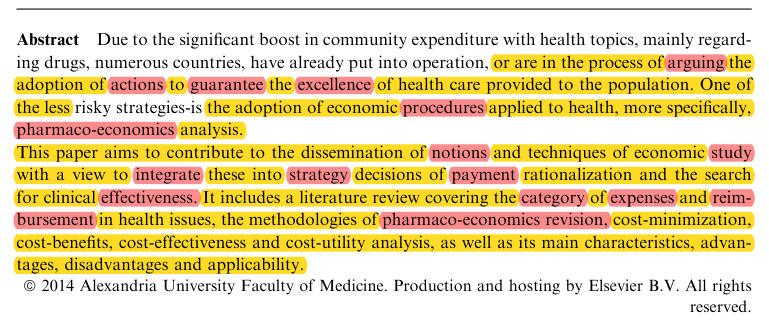 Abstract Due to the significant boost in community expenditure with health topics, mainly regard-
ing drugs, numerous countries, have already put into operation, or are in the process of arguing the
adoption of actions to guarantee the excellence of health care provided to the population. One of
the less risky strategies-is the adoption of economic procedures applied to health, more specifically,
pharmaco-economics analysis.
This paper aims to contribute to the dissemination of notions and techniques of economic study
with a view to integrate these into strategy decisions of payment rationalization and the search
for clinical effectiveness. It includes a literature review covering the category of expenses and reim-
bursement in health issues, the methodologies of pharmaco-economics revision, cost-minimization,
cost-benefits, cost-effectiveness and cost-utility analysis, as well as its main characteristics, advan-
tages, disadvantages and applicability.
© 2014 Alexandria University Faculty of Medicine. Production and hosting by Elsevier B.V. All rights
reserved.